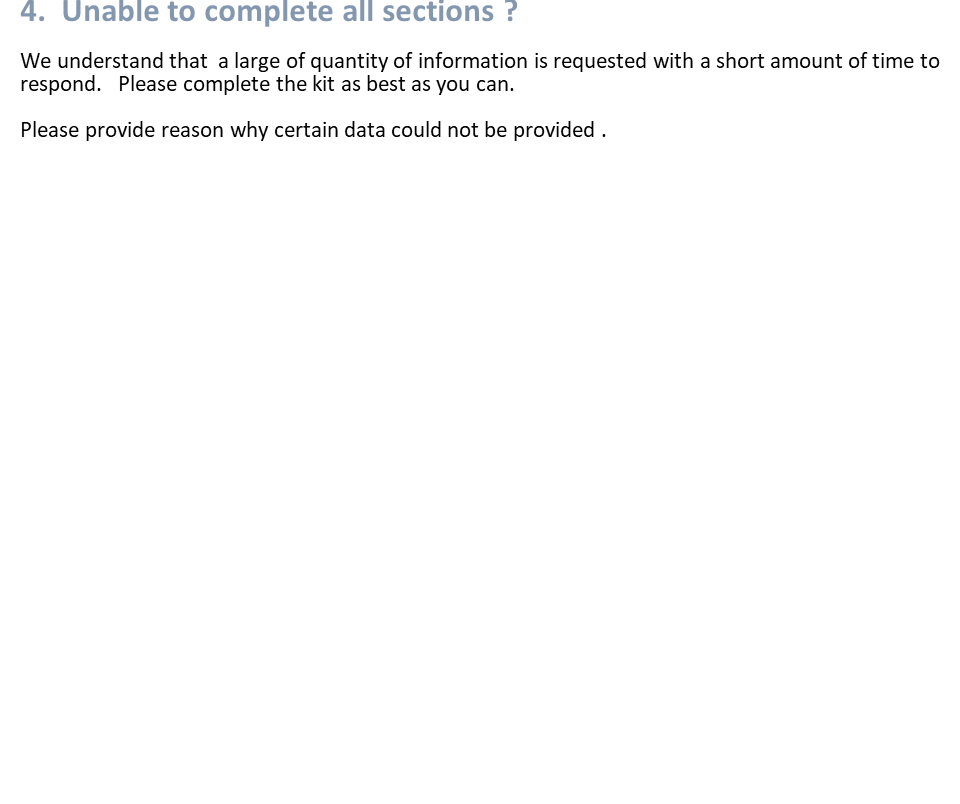 4.  Unable to complete all sections ?
We understand that  a large of quantity of information is requested with a short amount of time to
respond.   Please complete the kit as best as you can.
Please provide reason why certain data could not be provided .